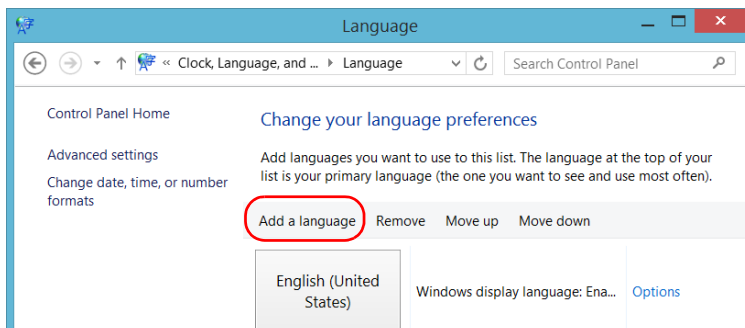 Language
« Clock, Language, and ... Language
Search Control Panel
Control Panel Home
Advanced settings
Change date, time, or number
formats
Change your language preferences
Add languages you want to use to this list. The language at the top of your
list is your primary language (the one you want to see and use most often).
Add a language Remove Move up Move down
English (United
States)
Windows display language: Ena...
Options